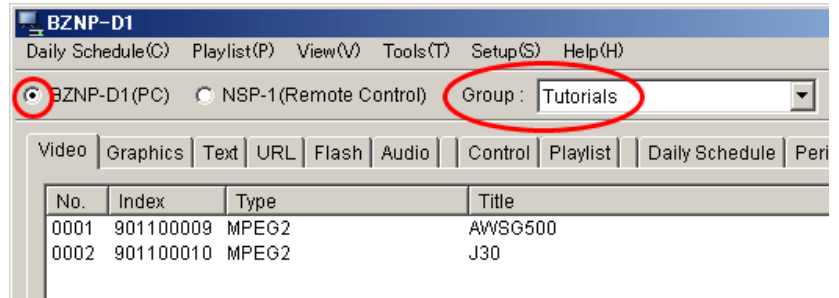 BZNP-D1
Daily Schedule(C) Playlist(P) View(V) Tools(T) Setup(S) Help(H)
BZNP-D1(PC) NSP-1(Remote Control) Group : Tutorials
Video Graphics Text URL Flash Audio Control Playlist Daily Schedule Peri
No. Index Type Title
0001 901100009 MPEG2 AWSG500
0002 901100010 MPEG2 J30